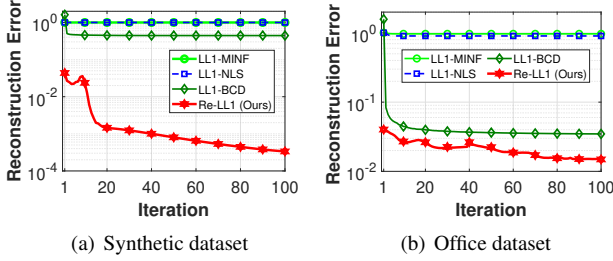 Reconstruction Error
10^0
10^-2
10^-4
LL1-MINF
LL1-NLS
LL1-BCD
Re-LL1 (Ours)
1 20 40 60 80 100
Iteration
(a) Synthetic dataset
Reconstruction Error
10^0
10^-1
10^-2
LL1-MINF LL1-BCD
LL1-NLS Re-LL1 (Ours)
1 20 40 60 80 100
Iteration
(b) Office dataset